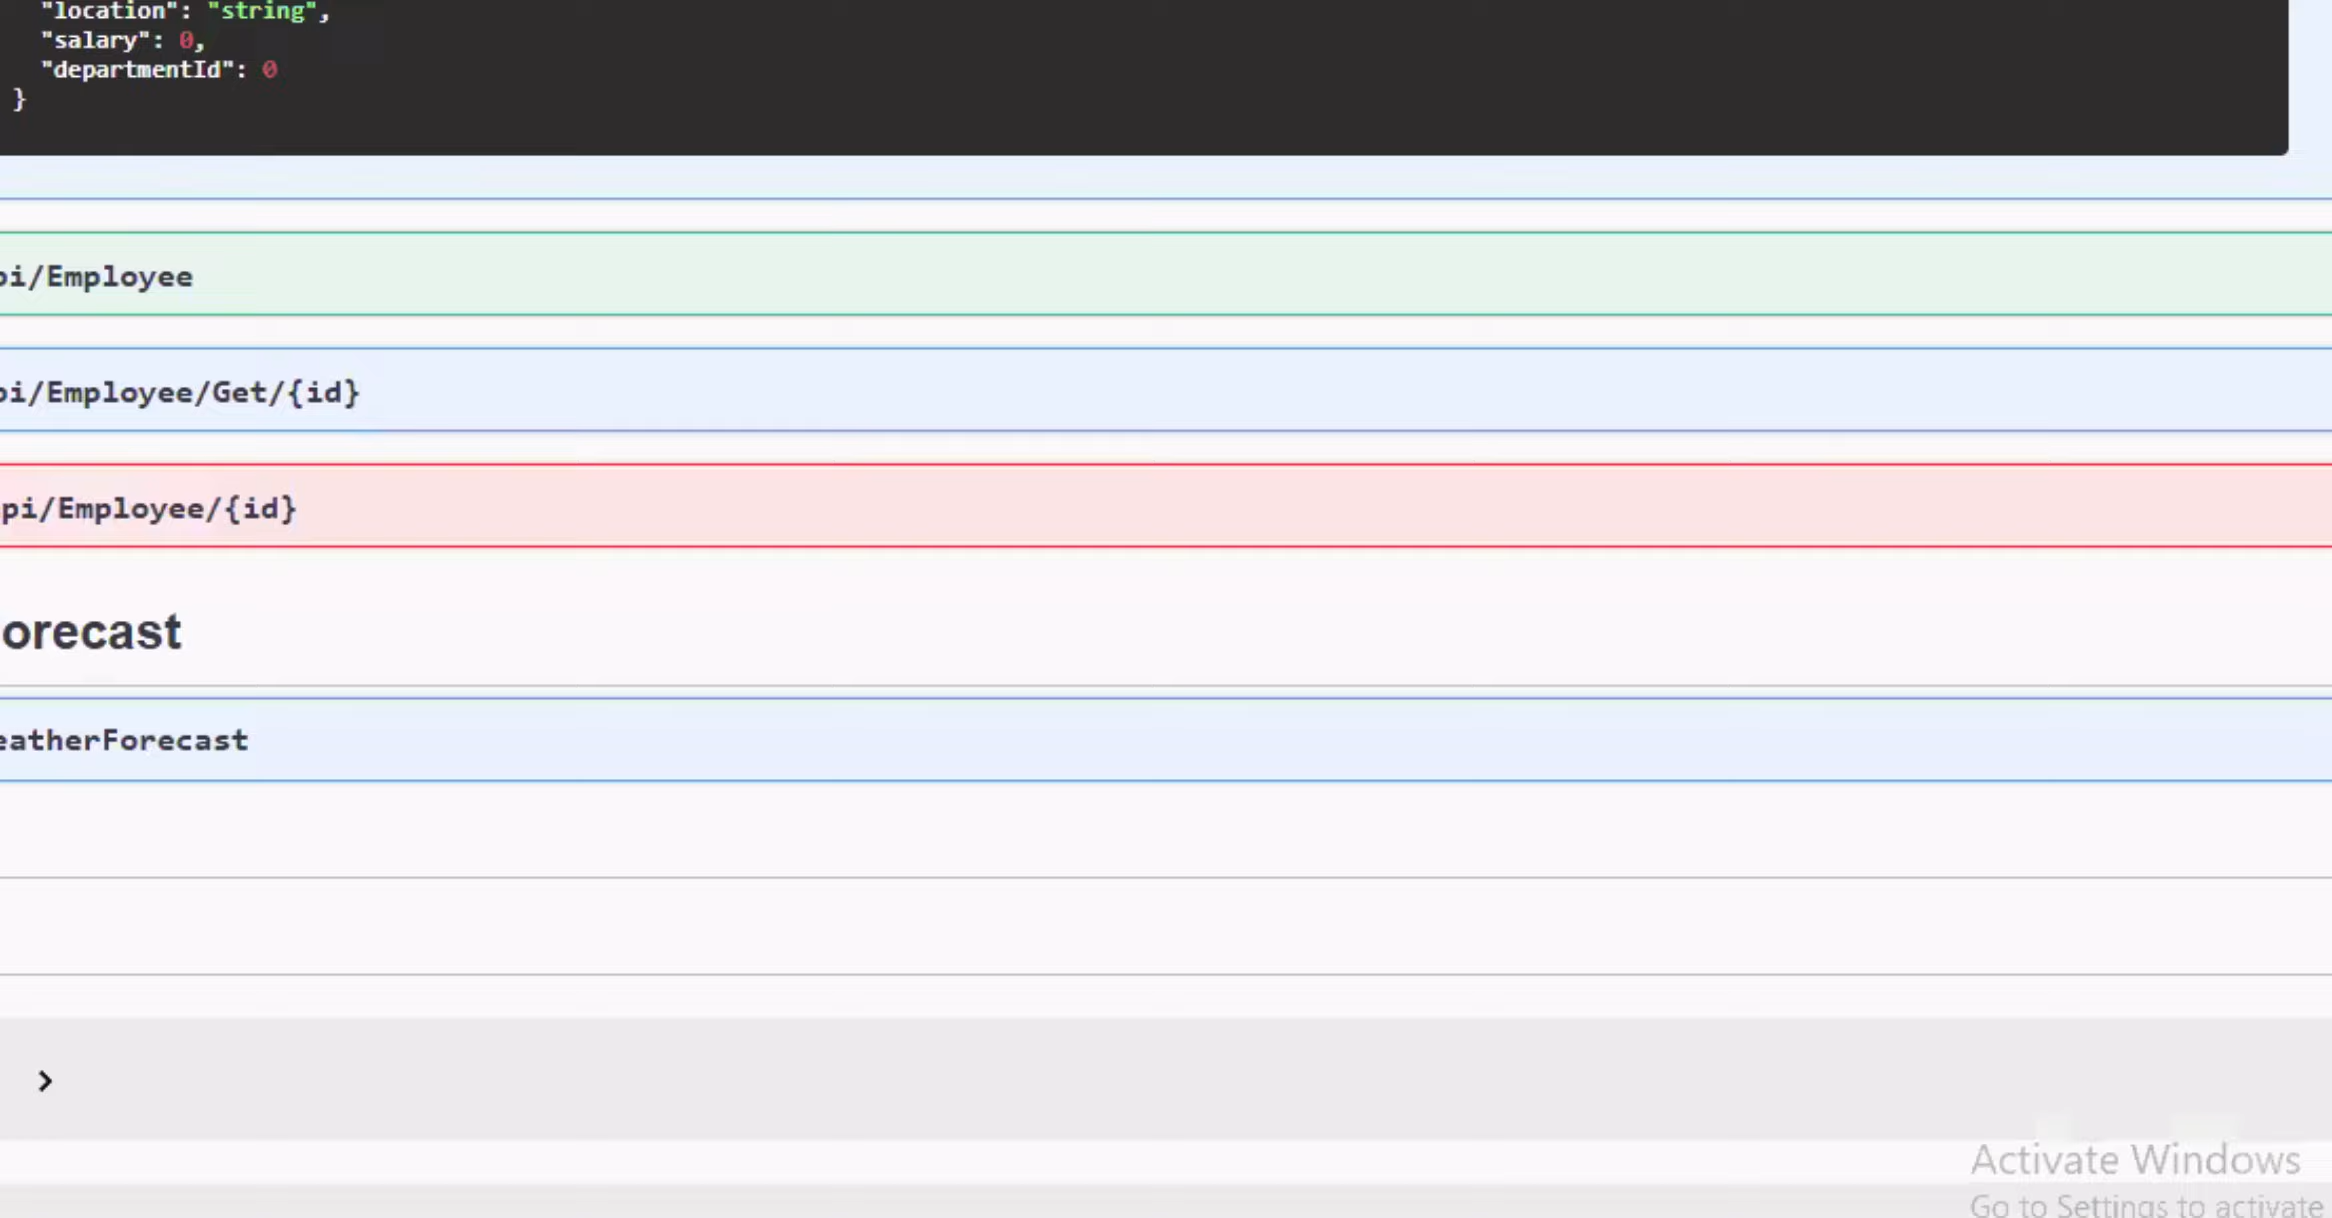 "location": "string",
"salary": 0,
"departmentId": 0
}
pi/Employee
pi/Employee/Get/{id}
pi/Employee/{id}
orecast
eatherForecast
Activate Windows
Go to Settings to activate